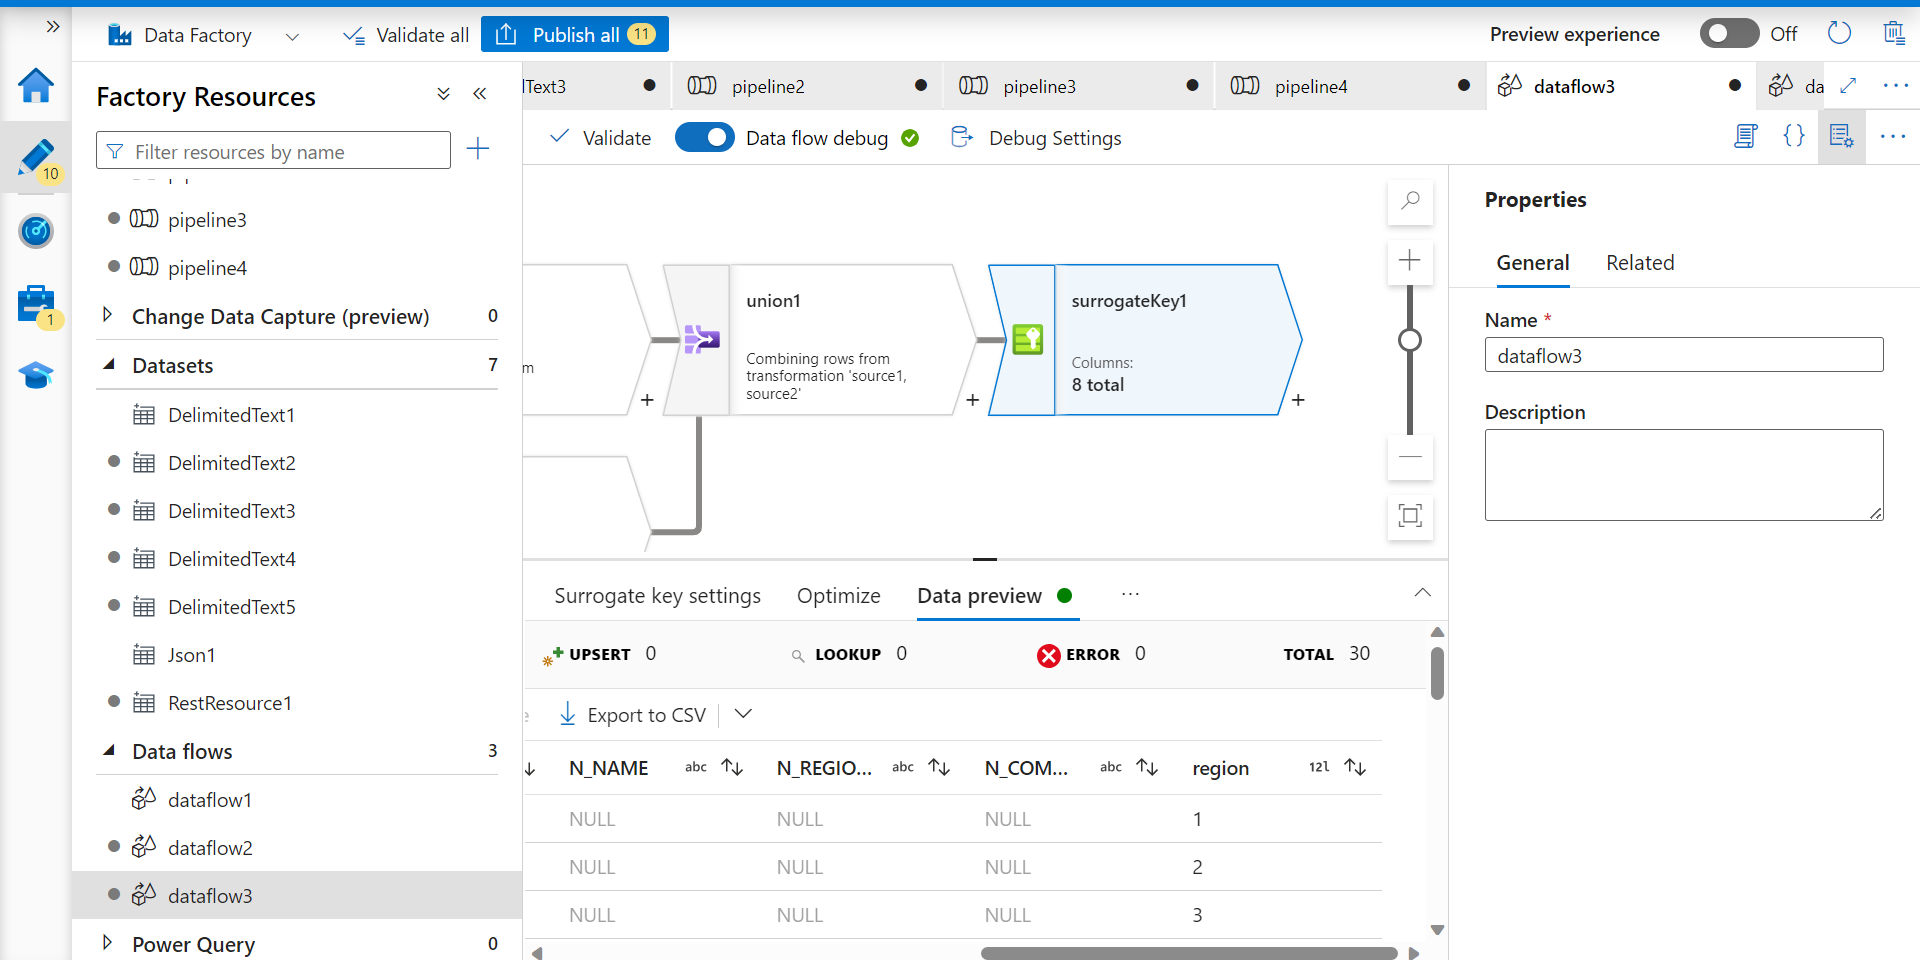 Data Factory
Validate all
Publish all 11
Preview experience
Off
10
1
Factory Resources
Filter resources by name
pipeline3
pipeline4
Change Data Capture (preview) 0
Datasets 7
DelimitedText1
DelimitedText2
DelimitedText3
DelimitedText4
DelimitedText5
Json1
RestResource1
Data flows 3
dataflow1
dataflow2
dataflow3
Power Query 0
Text3
pipeline2
pipeline3
pipeline4
dataflow3
da
Validate
Data flow debug
Debug Settings
m
union1
Combining rows from
transformation 'source1,
source2'
surrogateKey1
Columns:
8 total
Surrogate key settings
Optimize
Data preview
UPSERT 0 LOOKUP 0 ERROR 0 TOTAL 30
Export to CSV
N_NAME abc N_REGIO... abc N_COM... abc region 12l
NULL NULL NULL 1
NULL NULL NULL 2
NULL NULL NULL 3
Properties
General
Related
Name *
dataflow3
Description